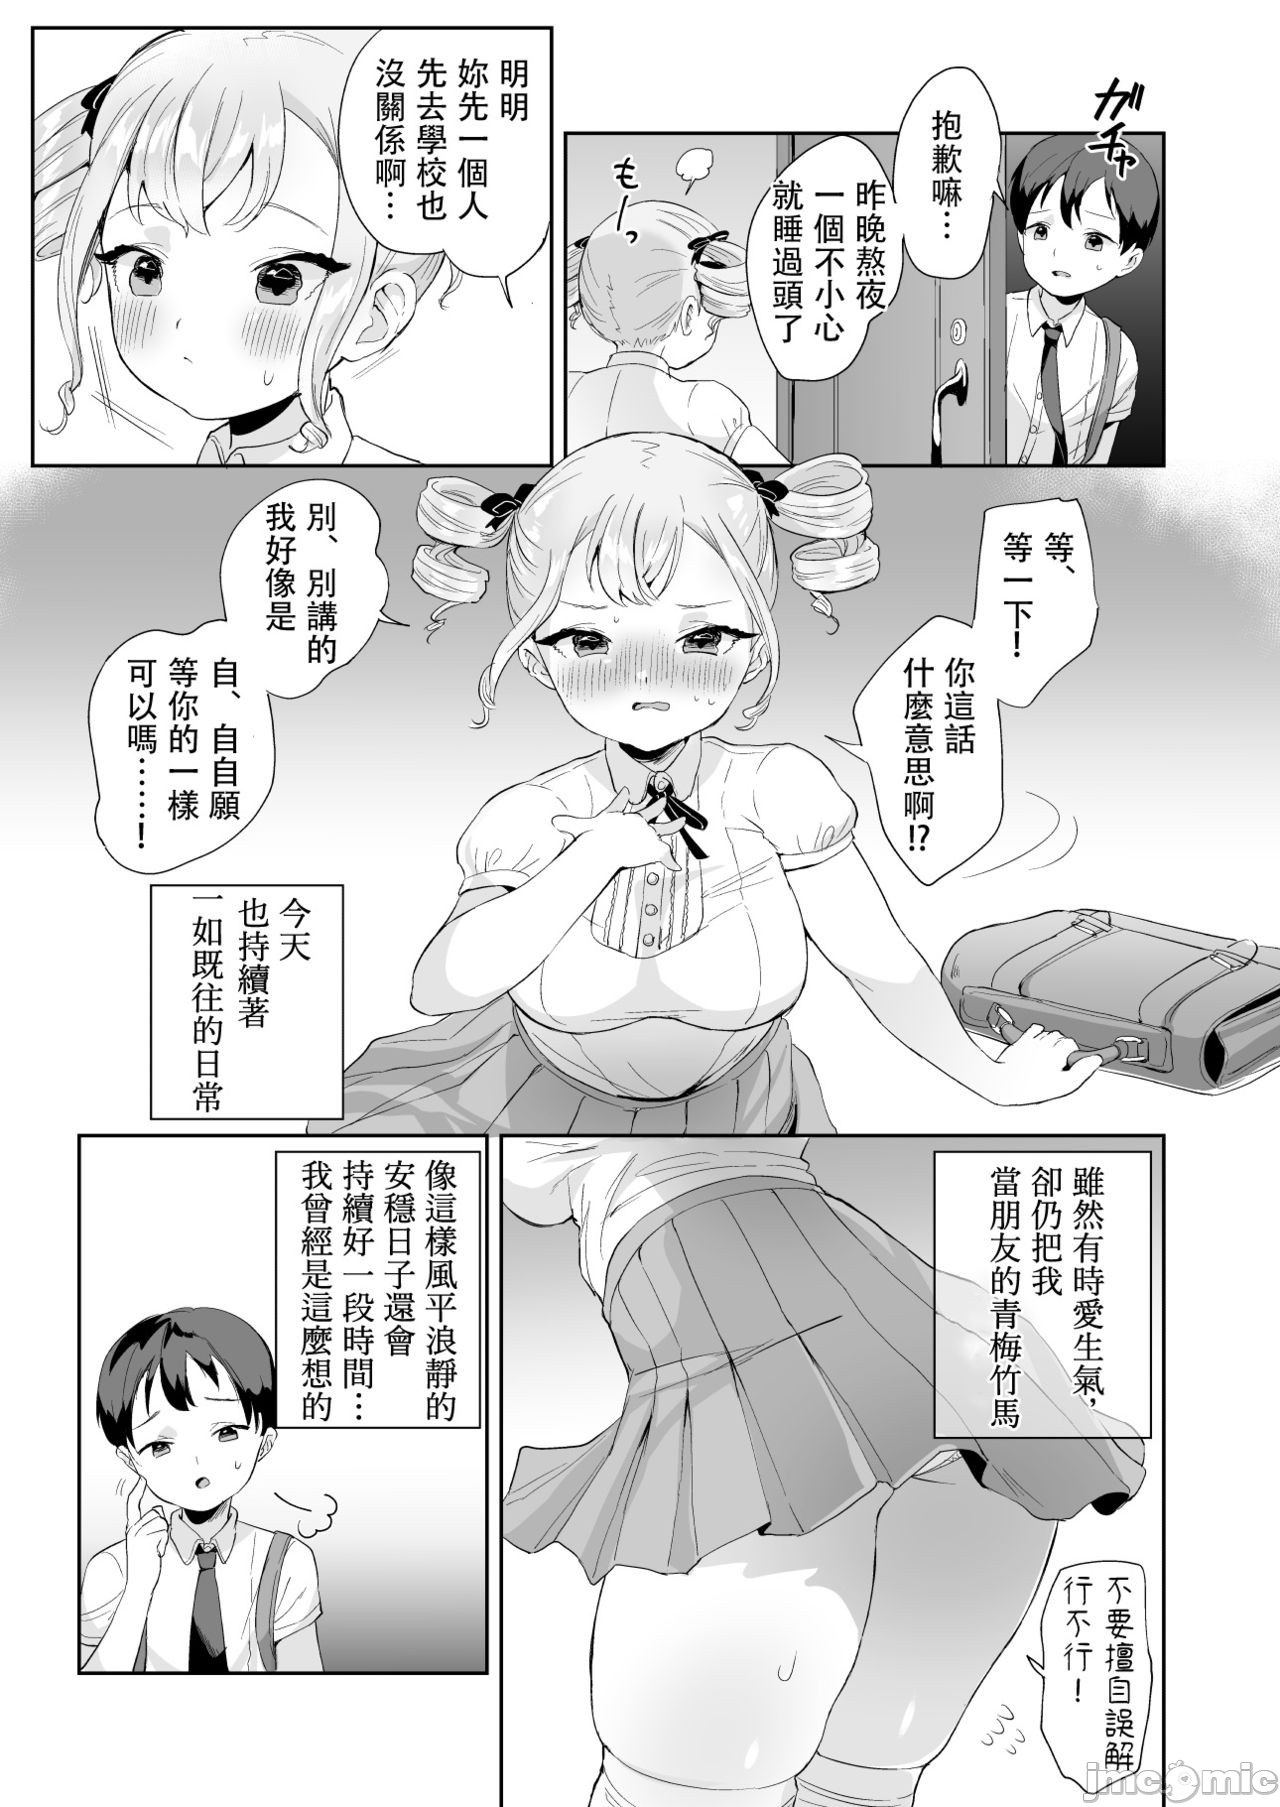 ガチャ
抱歉嘛…
昨晚熬夜
一個不小心
就睡過頭了
もーっ
明明
妳先一個人
先去學校也
沒關係啊…
等、
等一下!
你這話
什麼意思啊!?
別、別講的
我好像是
自、自自願
等你的一樣
可以嗎……!
今天
也持續著
一如既往的日常
雖然有時愛生氣,
卻仍把我
當朋友的青梅竹馬
不要擅自誤解
行不行!
像這樣風平浪靜的
安穩日子還會
持續好一段時間…
我曾經是這麼想的
jmcomic